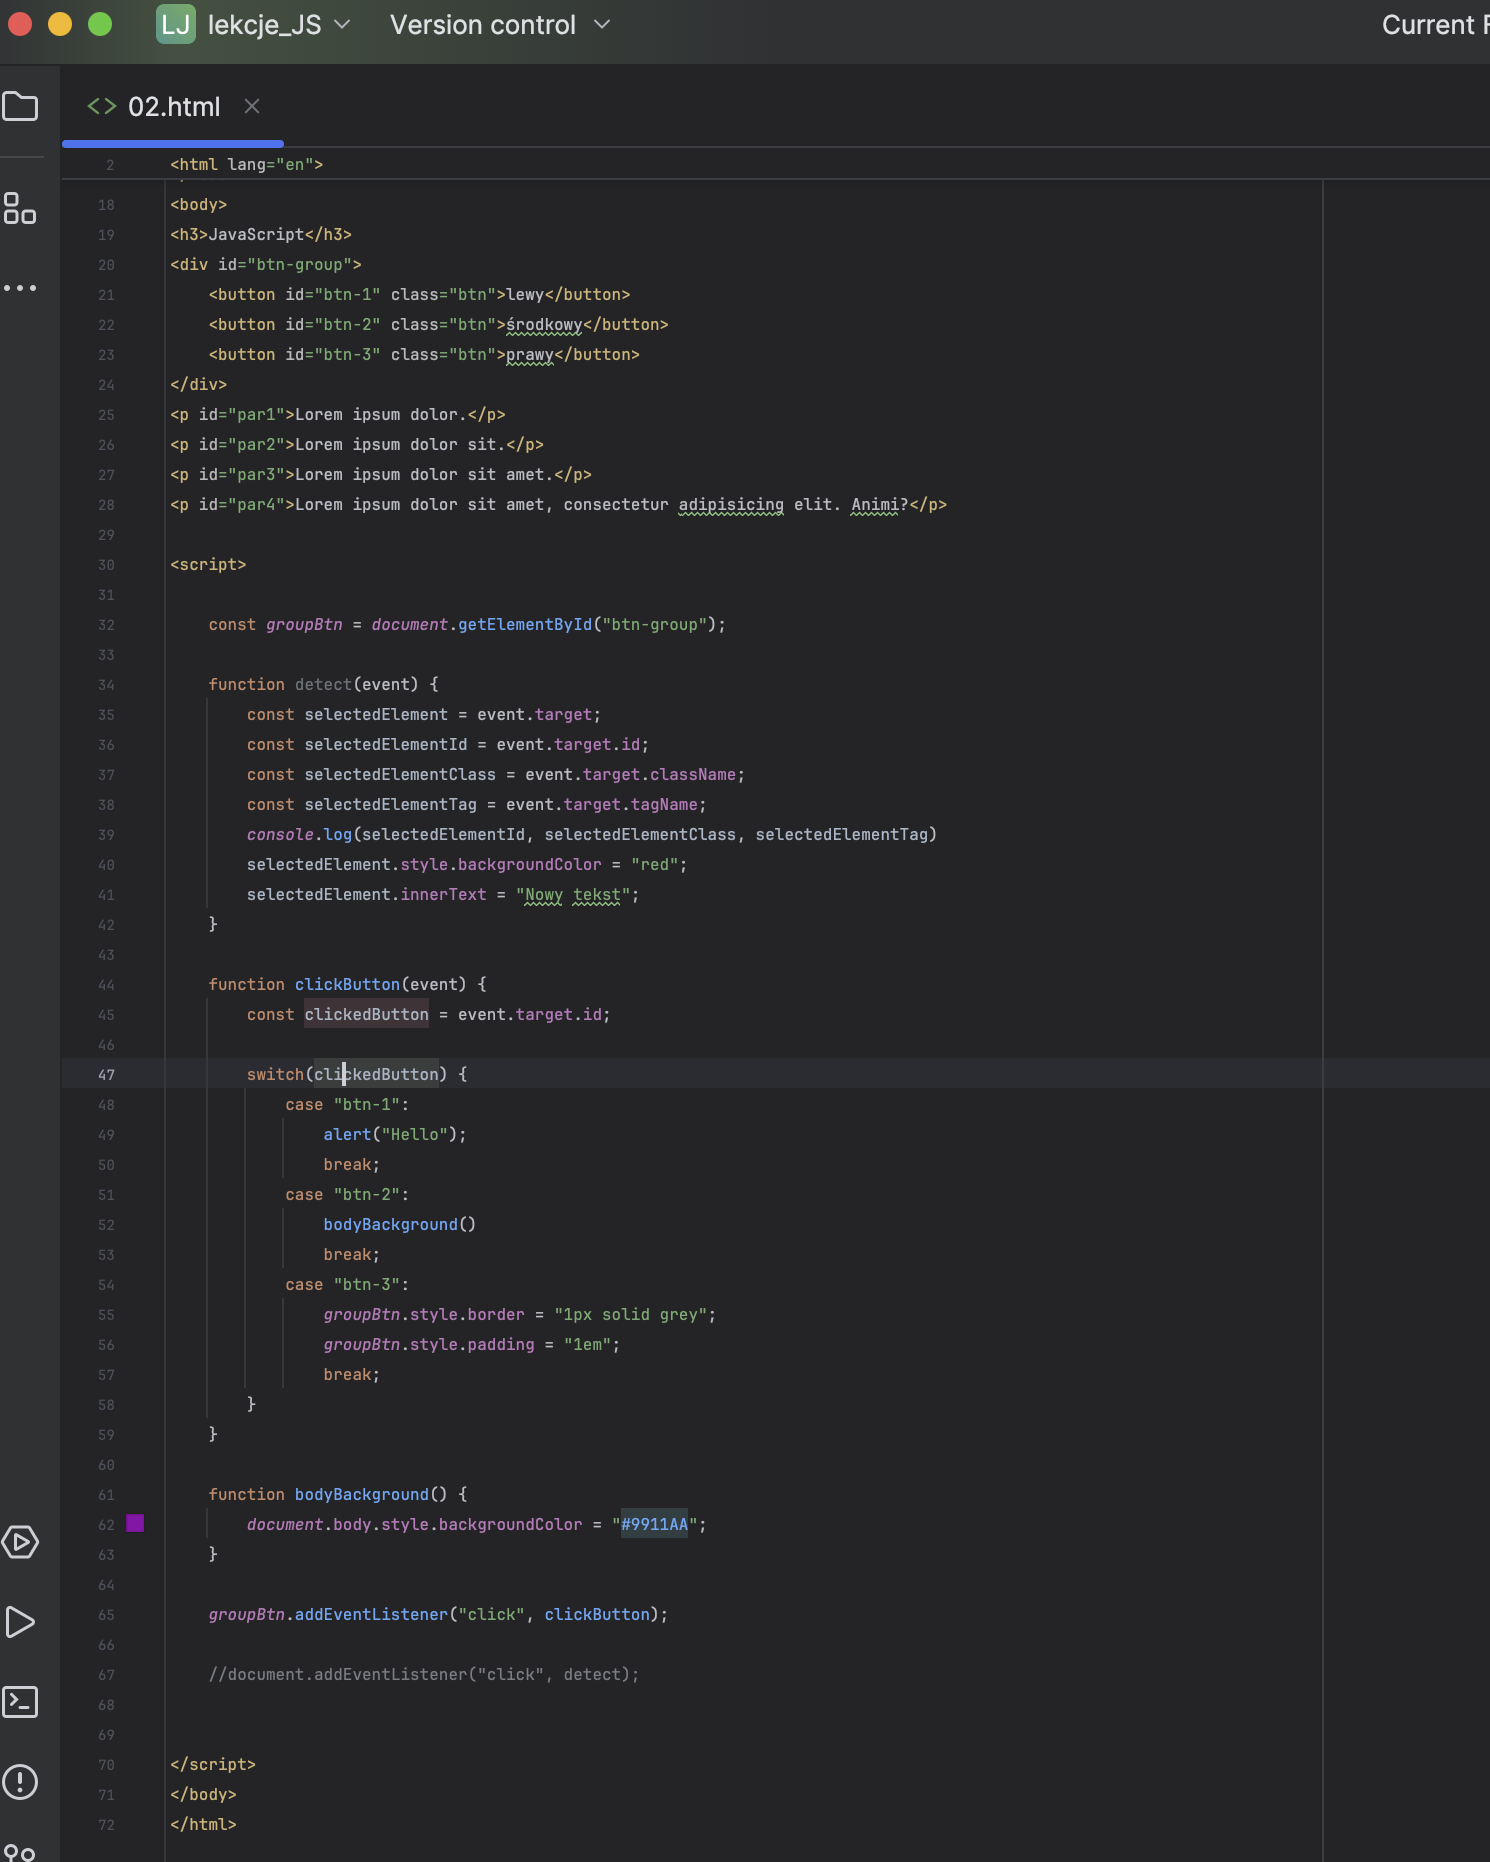 LJ lekcje_JS Version control Current F
<> 02.html
2 <html lang="en">
18 <body>
19 <h3>JavaScript</h3>
20 <div id="btn-group">
21     <button id="btn-1" class="btn">lewy</button>
22     <button id="btn-2" class="btn">środkowy</button>
23     <button id="btn-3" class="btn">prawy</button>
24 </div>
25 <p id="par1">Lorem ipsum dolor.</p>
26 <p id="par2">Lorem ipsum dolor sit.</p>
27 <p id="par3">Lorem ipsum dolor sit amet.</p>
28 <p id="par4">Lorem ipsum dolor sit amet, consectetur adipisicing elit. Animi?</p>
29
30 <script>
31
32     const groupBtn = document.getElementById("btn-group");
33
34     function detect(event) {
35         const selectedElement = event.target;
36         const selectedElementId = event.target.id;
37         const selectedElementClass = event.target.className;
38         const selectedElementTag = event.target.tagName;
39         console.log(selectedElementId, selectedElementClass, selectedElementTag)
40         selectedElement.style.backgroundColor = "red";
41         selectedElement.innerText = "Nowy tekst";
42     }
43
44     function clickButton(event) {
45         const clickedButton = event.target.id;
46
47         switch(clickedButton) {
48             case "btn-1":
49                 alert("Hello");
50                 break;
51             case "btn-2":
52                 bodyBackground()
53                 break;
54             case "btn-3":
55                 groupBtn.style.border = "1px solid grey";
56                 groupBtn.style.padding = "1em";
57                 break;
58         }
59     }
60
61     function bodyBackground() {
62         document.body.style.backgroundColor = "#9911AA";
63     }
64
65     groupBtn.addEventListener("click", clickButton);
66
67     //document.addEventListener("click", detect);
68
69
70 </script>
71 </body>
72 </html>